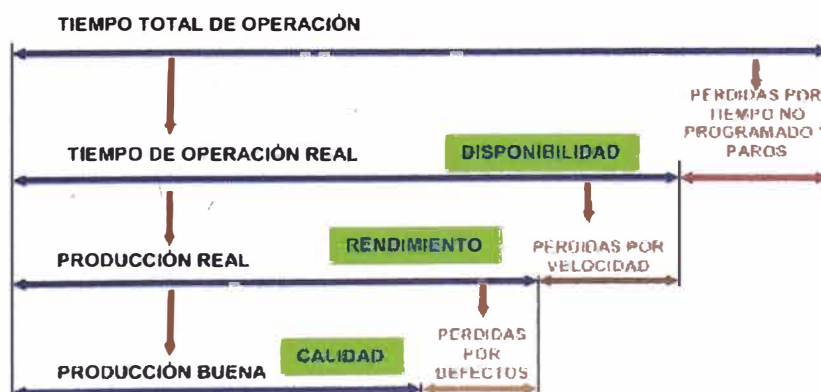 TIEMPO TOTAL DE OPERACIÓN
PERDIDAS POR
TIEMPO NO
PROGRAMADO Y
PAROS
TIEMPO DE OPERACIÓN REAL
DISPONIBILIDAD
RENDIMIENTO
PERDIDAS POR
VELOCIDAD
PRODUCCIÓN REAL
PERDIDAS
POR
DEFECTOS
CALIDAD
PRODUCCIÓN BUENA